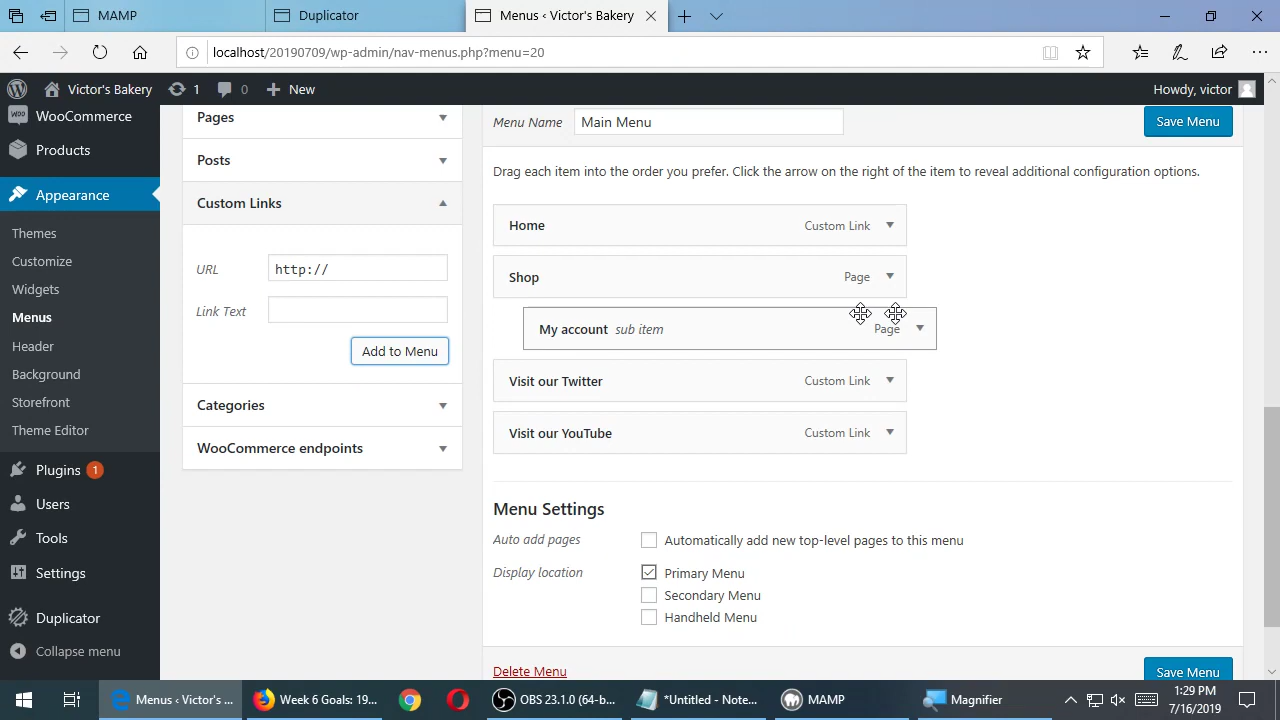 MAMP
Duplicator
Menus ‹ Victor's Bakery
localhost/20190709/wp-admin/nav-menus.php?menu=20
Victor's Bakery
1
0
New
Howdy, victor
WooCommerce
Products
Appearance
Themes
Customize
Widgets
Menus
Header
Background
Storefront
Theme Editor
Plugins 1
Users
Tools
Settings
Duplicator
Collapse menu
Pages
Posts
Custom Links
URL http://
Link Text
Add to Menu
Categories
WooCommerce endpoints
Menu Name Main Menu
Save Menu
Drag each item into the order you prefer. Click the arrow on the right of the item to reveal additional configuration options.
Home Custom Link
Shop Page
My account sub item Page
Visit our Twitter Custom Link
Visit our YouTube Custom Link
Menu Settings
Auto add pages Automatically add new top-level pages to this menu
Display location Primary Menu
Secondary Menu
Handheld Menu
Delete Menu
Save Menu
Menus ‹ Victor's ...
Week 6 Goals: 19...
OBS 23.1.0 (64-b...
*Untitled - Note...
MAMP
Magnifier
1:29 PM
7/16/2019